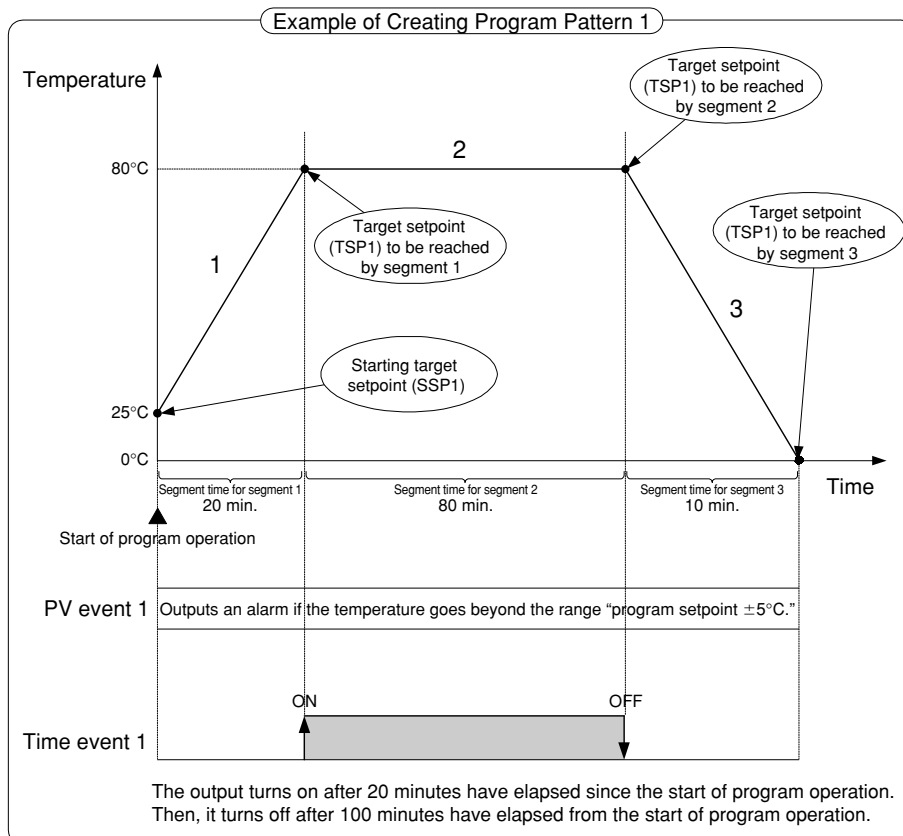 Example of Creating Program Pattern 1
Temperature
Target setpoint
(TSP1) to be reached
by segment 2
2
80°C
Target setpoint
(TSP1) to be reached
by segment 1
Target setpoint
(TSP1) to be reached
by segment 3
1
3
Starting target
setpoint (SSP1)
25°C
0°C
Segment time for segment 1
20 min.
Segment time for segment 2
80 min.
Segment time for segment 3
10 min.
Time
Start of program operation
PV event 1
Outputs an alarm if the temperature goes beyond the range “program setpoint ±5°C.”
ON
OFF
Time event 1
The output turns on after 20 minutes have elapsed since the start of program operation.
Then, it turns off after 100 minutes have elapsed from the start of program operation.